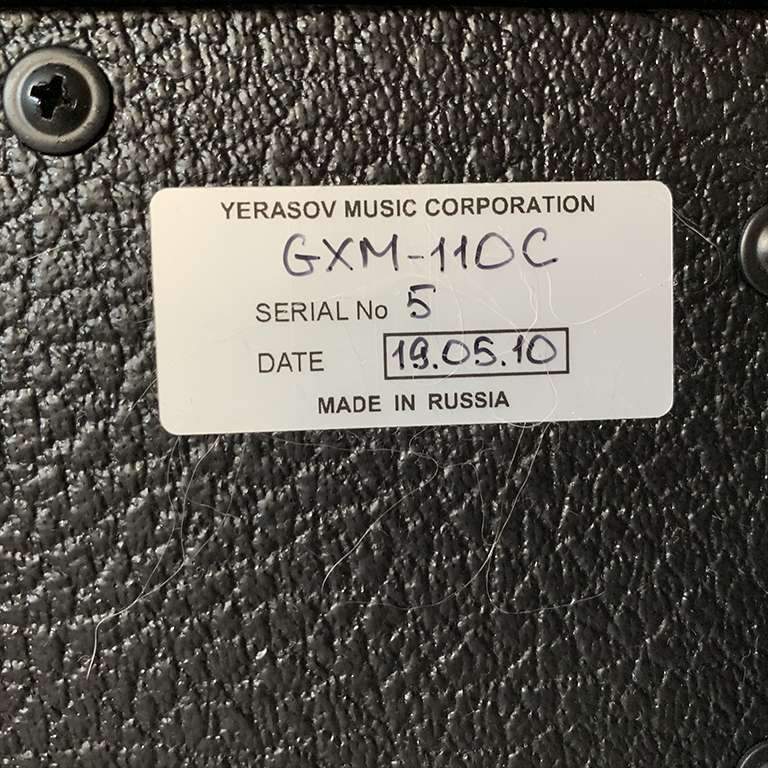 YERASOV MUSIC CORPORATION
GXM-110C
SERIAL No 5
DATE 19.05.10
MADE IN RUSSIA